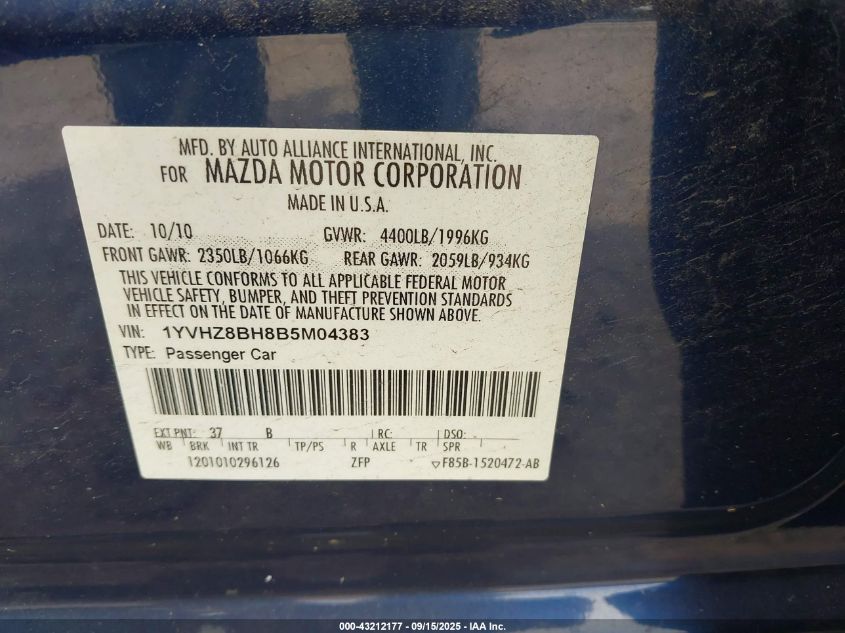 MFD. BY AUTO ALLIANCE INTERNATIONAL, INC.
FOR MAZDA MOTOR CORPORATION
MADE IN U.S.A.
DATE: 10/10 GVWR: 4400LB/1996KG
FRONT GAWR: 2350LB/1066KG REAR GAWR: 2059LB/934KG
THIS VEHICLE CONFORMS TO ALL APPLICABLE FEDERAL MOTOR
VEHICLE SAFETY, BUMPER, AND THEFT PREVENTION STANDARDS
IN EFFECT ON THE DATE OF MANUFACTURE SHOWN ABOVE.
VIN: 1YVHZ8BH8B5M04383
TYPE: Passenger Car
EXT PNT: 37 B RC: DSO:
WB BRK INT TR TP/PS R AXLE TR SPR
1201010296126 ZFP F85B-1520472-AB
000-43212177 - 09/15/2025 - IAA Inc.